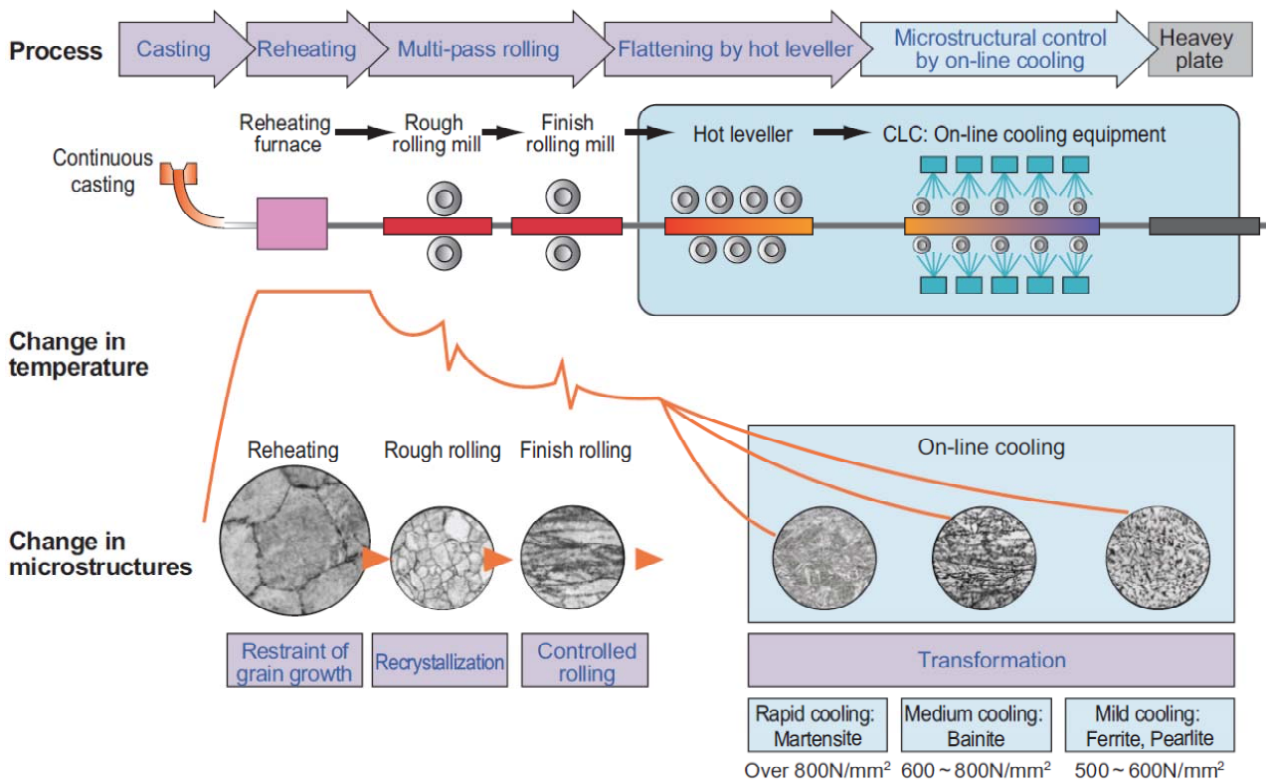 Process
Casting
Reheating
Multi-pass rolling
Flattening by hot leveller
Microstructural control
by on-line cooling
Heavey
plate
Reheating
furnace
Rough
rolling mill
Finish
rolling mill
Hot leveller
CLC: On-line cooling equipment
Continuous
casting
Change in
temperature
Reheating
Rough rolling
Finish rolling
On-line cooling
Change in
microstructures
Restraint of
grain growth
Recrystallization
Controlled
rolling
Transformation
Rapid cooling:
Martensite
Medium cooling:
Bainite
Mild cooling:
Ferrite, Pearlite
Over 800N/mm²
600 ~ 800N/mm²
500 ~ 600N/mm²